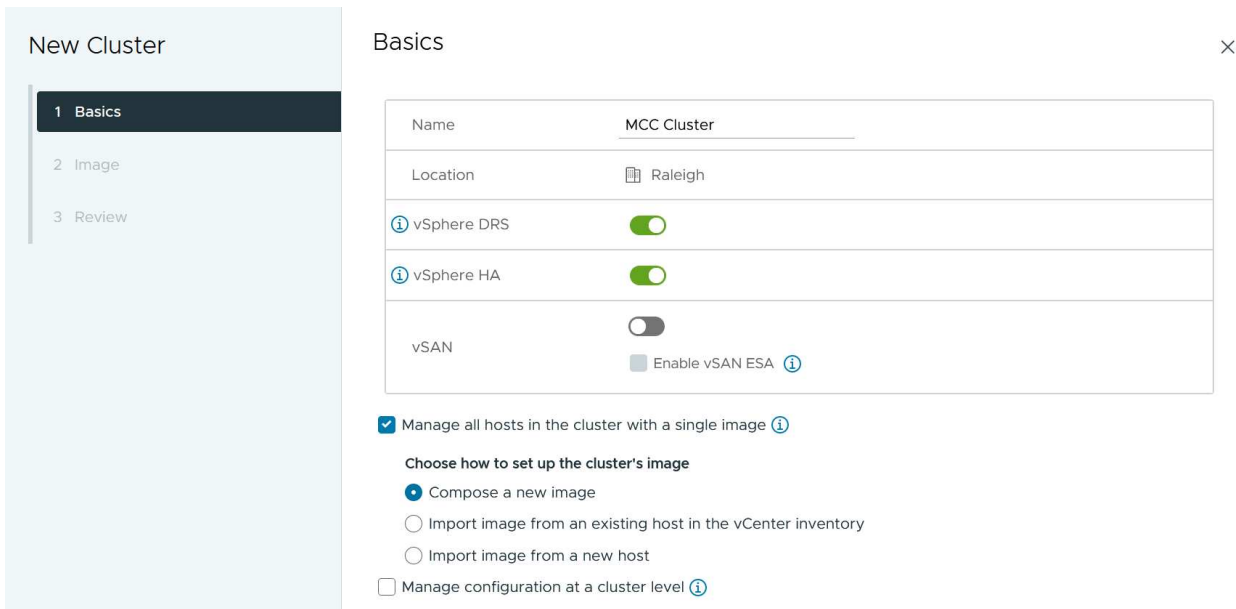 New Cluster
1 Basics
2 Image
3 Review
Basics
Name MCC Cluster
Location Raleigh
vSphere DRS
vSphere HA
vSAN
Enable vSAN ESA
Manage all hosts in the cluster with a single image
Choose how to set up the cluster's image
Compose a new image
Import image from an existing host in the vCenter inventory
Import image from a new host
Manage configuration at a cluster level